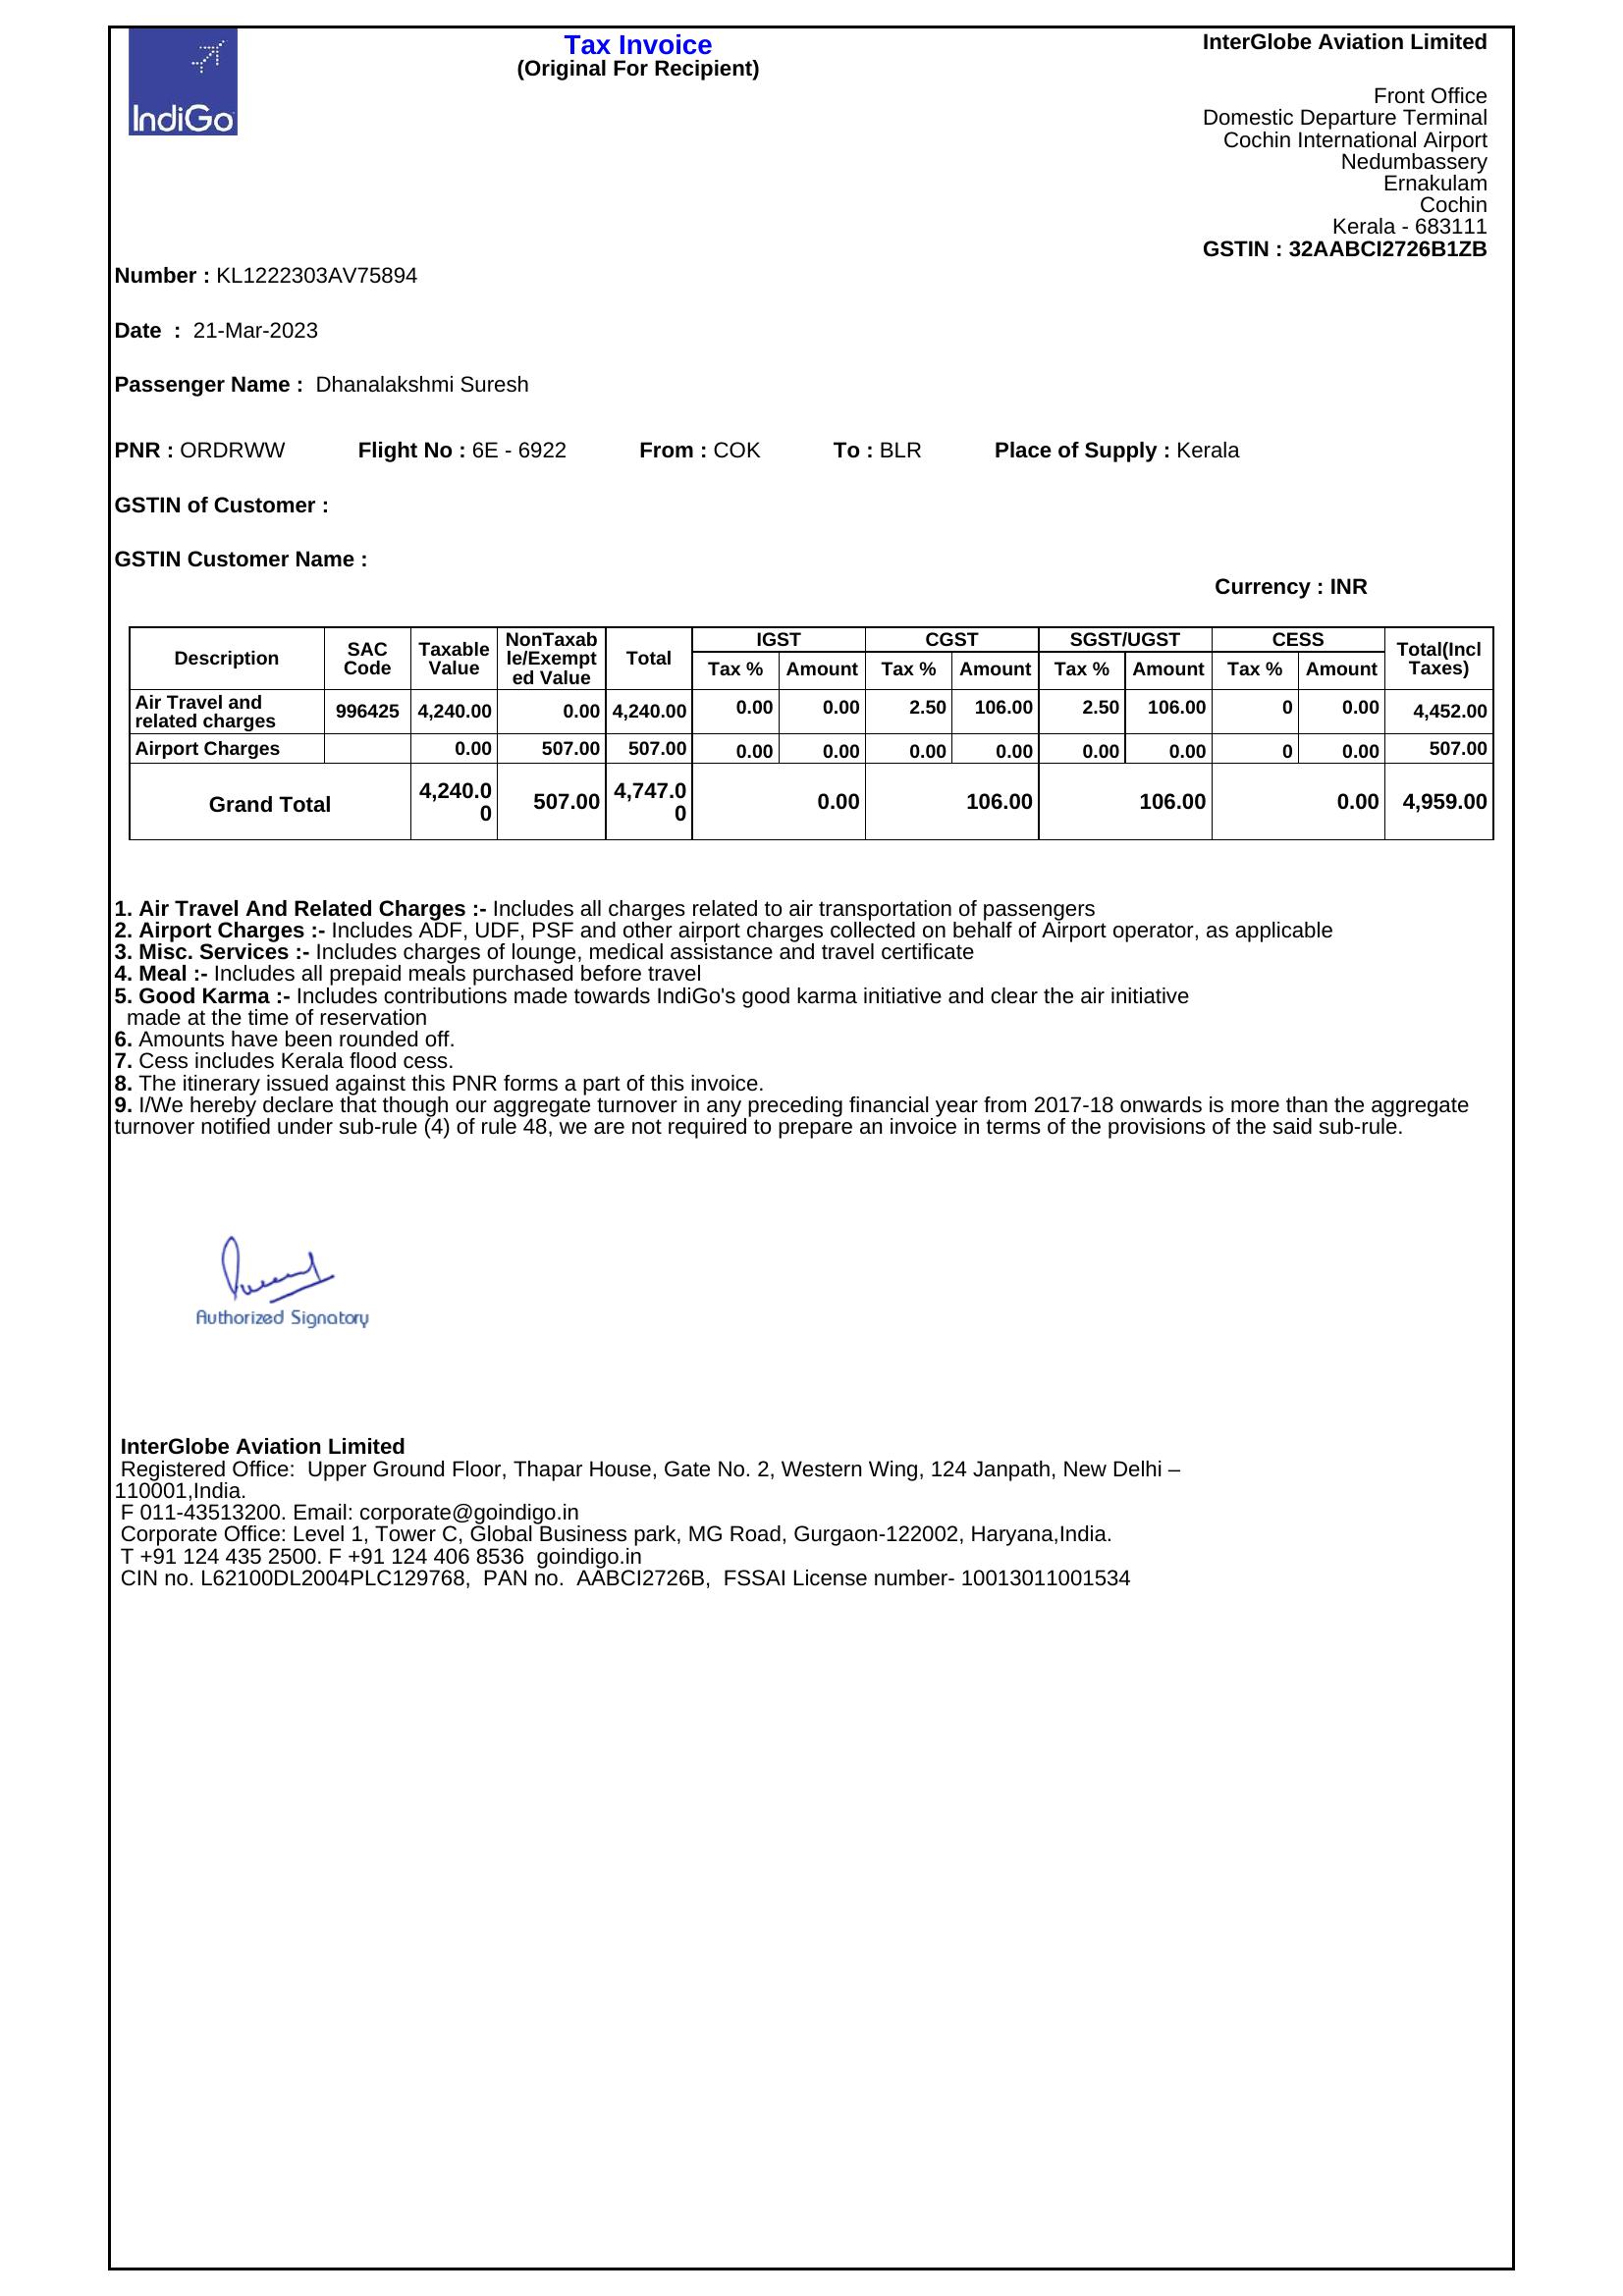 IndiGo
Tax Invoice
(Original For Recipient)
InterGlobe Aviation Limited
Front Office
Domestic Departure Terminal
Cochin International Airport
Nedumbassery
Ernakulam
Cochin
Kerala - 683111
GSTIN : 32AABCI2726B1ZB
Number : KL1222303AV75894
Date : 21-Mar-2023
Passenger Name : Dhanalakshmi Suresh
PNR : ORDRWW Flight No : 6E - 6922 From : COK To : BLR Place of Supply : Kerala
GSTIN of Customer :
GSTIN Customer Name :
Currency : INR
Description SAC Code Taxable Value NonTaxab le/Exempt ed Value Total IGST CGST SGST/UGST CESS Total(Incl Taxes)
Tax % Amount Tax % Amount Tax % Amount Tax % Amount
Air Travel and related charges 996425 4,240.00 0.00 4,240.00 0.00 0.00 2.50 106.00 2.50 106.00 0 0.00 4,452.00
Airport Charges 0.00 507.00 507.00 0.00 0.00 0.00 0.00 0.00 0.00 0 0.00 507.00
Grand Total 4,240.00 507.00 4,747.00 0.00 106.00 106.00 0.00 4,959.00
1. Air Travel And Related Charges :- Includes all charges related to air transportation of passengers
2. Airport Charges :- Includes ADF, UDF, PSF and other airport charges collected on behalf of Airport operator, as applicable
3. Misc. Services :- Includes charges of lounge, medical assistance and travel certificate
4. Meal :- Includes all prepaid meals purchased before travel
5. Good Karma :- Includes contributions made towards IndiGo's good karma initiative and clear the air initiative
made at the time of reservation
6. Amounts have been rounded off.
7. Cess includes Kerala flood cess.
8. The itinerary issued against this PNR forms a part of this invoice.
9. I/We hereby declare that though our aggregate turnover in any preceding financial year from 2017-18 onwards is more than the aggregate
turnover notified under sub-rule (4) of rule 48, we are not required to prepare an invoice in terms of the provisions of the said sub-rule.
Authorized Signatory
InterGlobe Aviation Limited
Registered Office: Upper Ground Floor, Thapar House, Gate No. 2, Western Wing, 124 Janpath, New Delhi –
110001,India.
F 011-43513200. Email: corporate@goindigo.in
Corporate Office: Level 1, Tower C, Global Business park, MG Road, Gurgaon-122002, Haryana,India.
T +91 124 435 2500. F +91 124 406 8536 goindigo.in
CIN no. L62100DL2004PLC129768, PAN no. AABCI2726B, FSSAI License number- 10013011001534